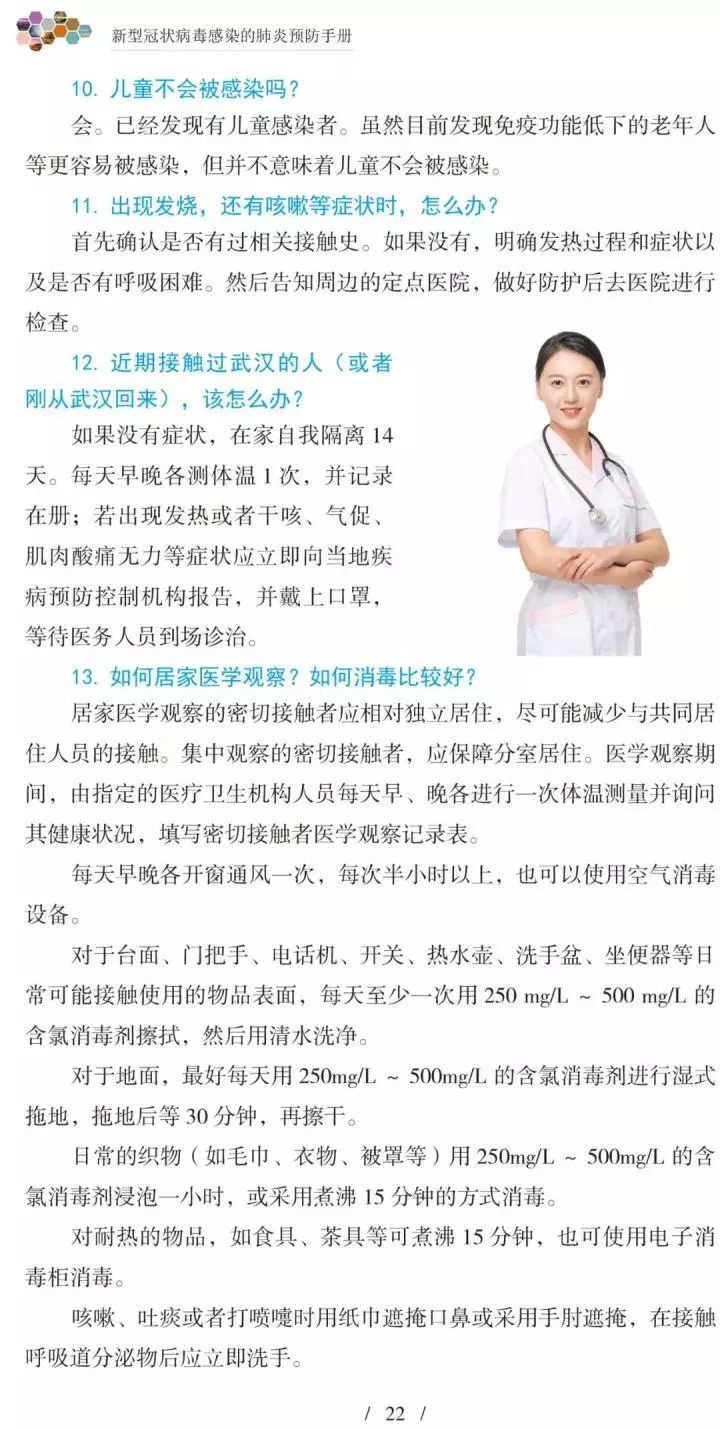 新型冠状病毒感染的肺炎预防手册
10. 儿童不会被感染吗？
会。已经发现有儿童感染者。虽然目前发现免疫功能低下的老年人
等更容易被感染，但并不意味着儿童不会被感染。
11. 出现发烧，还有咳嗽等症状时，怎么办？
首先确认是否有过相关接触史。如果没有，明确发热过程和症状以
及是否有呼吸困难。然后告知周边的定点医院，做好防护后去医院进行
检查。
12. 近期接触过武汉的人（或者
刚从武汉回来），该怎么办？
如果没有症状，在家自我隔离 14
天。每天早晚各测体温 1 次，并记录
在册；若出现发热或者干咳、气促、
肌肉酸痛无力等症状应立即向当地疾
病预防控制机构报告，并戴上口罩，
等待医务人员到场诊治。
13. 如何居家医学观察？如何消毒比较好？
居家医学观察的密切接触者应相对独立居住，尽可能减少与共同居
住人员的接触。集中观察的密切接触者，应保障分室居住。医学观察期
间，由指定的医疗卫生机构人员每天早、晚各进行一次体温测量并询问
其健康状况，填写密切接触者医学观察记录表。
每天早晚各开窗通风一次，每次半小时以上，也可以使用空气消毒
设备。
对于台面、门把手、电话机、开关、热水壶、洗手盆、坐便器等日
常可能接触使用的物品表面，每天至少一次用 250 mg/L ~ 500 mg/L 的
含氯消毒剂擦拭，然后用清水洗净。
对于地面，最好每天用 250mg/L ~ 500mg/L 的含氯消毒剂进行湿式
拖地，拖地后等 30 分钟，再擦干。
日常的织物（如毛巾、衣物、被罩等）用 250mg/L ~ 500mg/L 的含
氯消毒剂浸泡一小时，或采用煮沸 15 分钟的方式消毒。
对耐热的物品，如食具、茶具等可煮沸 15 分钟，也可使用电子消
毒柜消毒。
咳嗽、吐痰或者打喷嚏时用纸巾遮掩口鼻或采用手肘遮掩，在接触
呼吸道分泌物后应立即洗手。
/ 22 /